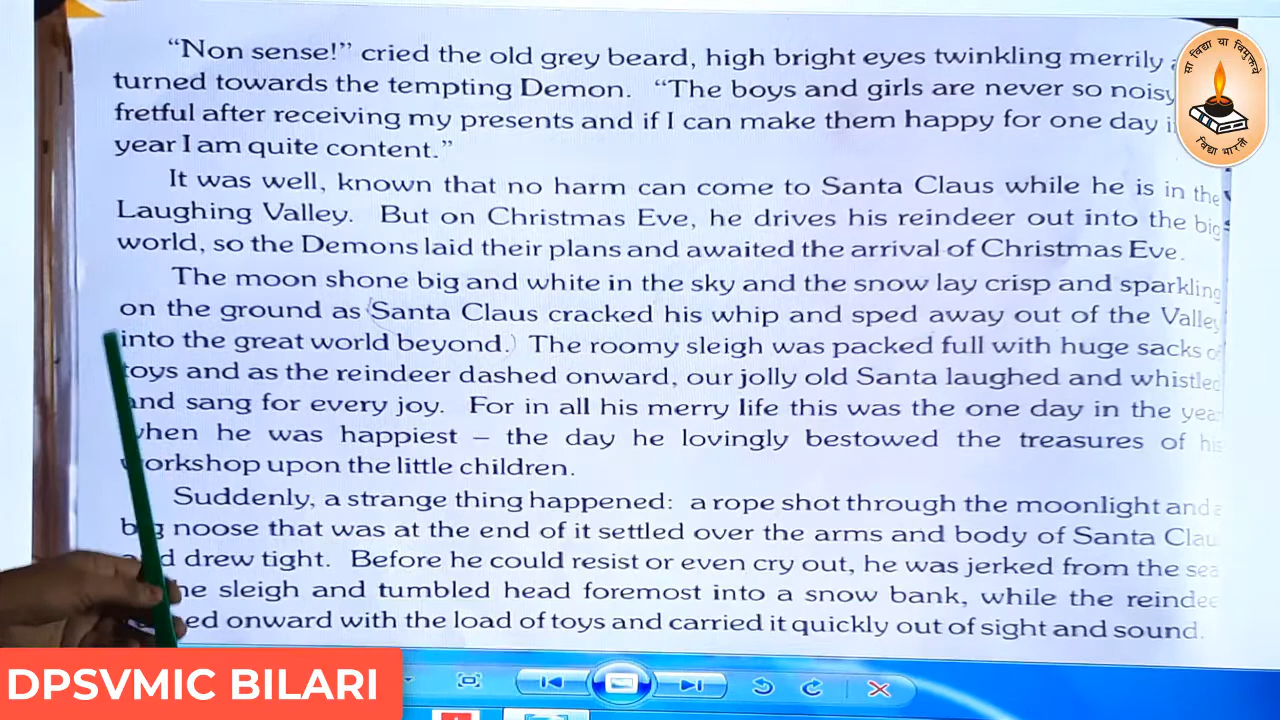 “Non sense!” cried the old grey beard, high bright eyes twinkling merrily
turned towards the tempting Demon. “The boys and girls are never so noisy
fretful after receiving my presents and if I can make them happy for one day
year I am quite content.”
It was well, known that no harm can come to Santa Claus while he is in the
Laughing Valley. But on Christmas Eve, he drives his reindeer out into the big
world, so the Demons laid their plans and awaited the arrival of Christmas Eve.
The moon shone big and white in the sky and the snow lay crisp and sparkling
on the ground as (Santa Claus cracked his whip and sped away out of the Valley
into the great world beyond.) The roomy sleigh was packed full with huge sacks of
toys and as the reindeer dashed onward, our jolly old Santa laughed and whistled
and sang for every joy. For in all his merry life this was the one day in the year
when he was happiest – the day he lovingly bestowed the treasures of his
workshop upon the little children.
Suddenly, a strange thing happened: a rope shot through the moonlight and a
big noose that was at the end of it settled over the arms and body of Santa Clau
and drew tight. Before he could resist or even cry out, he was jerked from the sea
sleigh and tumbled head foremost into a snow bank, while the reindee
onward with the load of toys and carried it quickly out of sight and sound.
सा विद्या या विमुक्तये
विद्या भारती
DPSVMIC BILARI